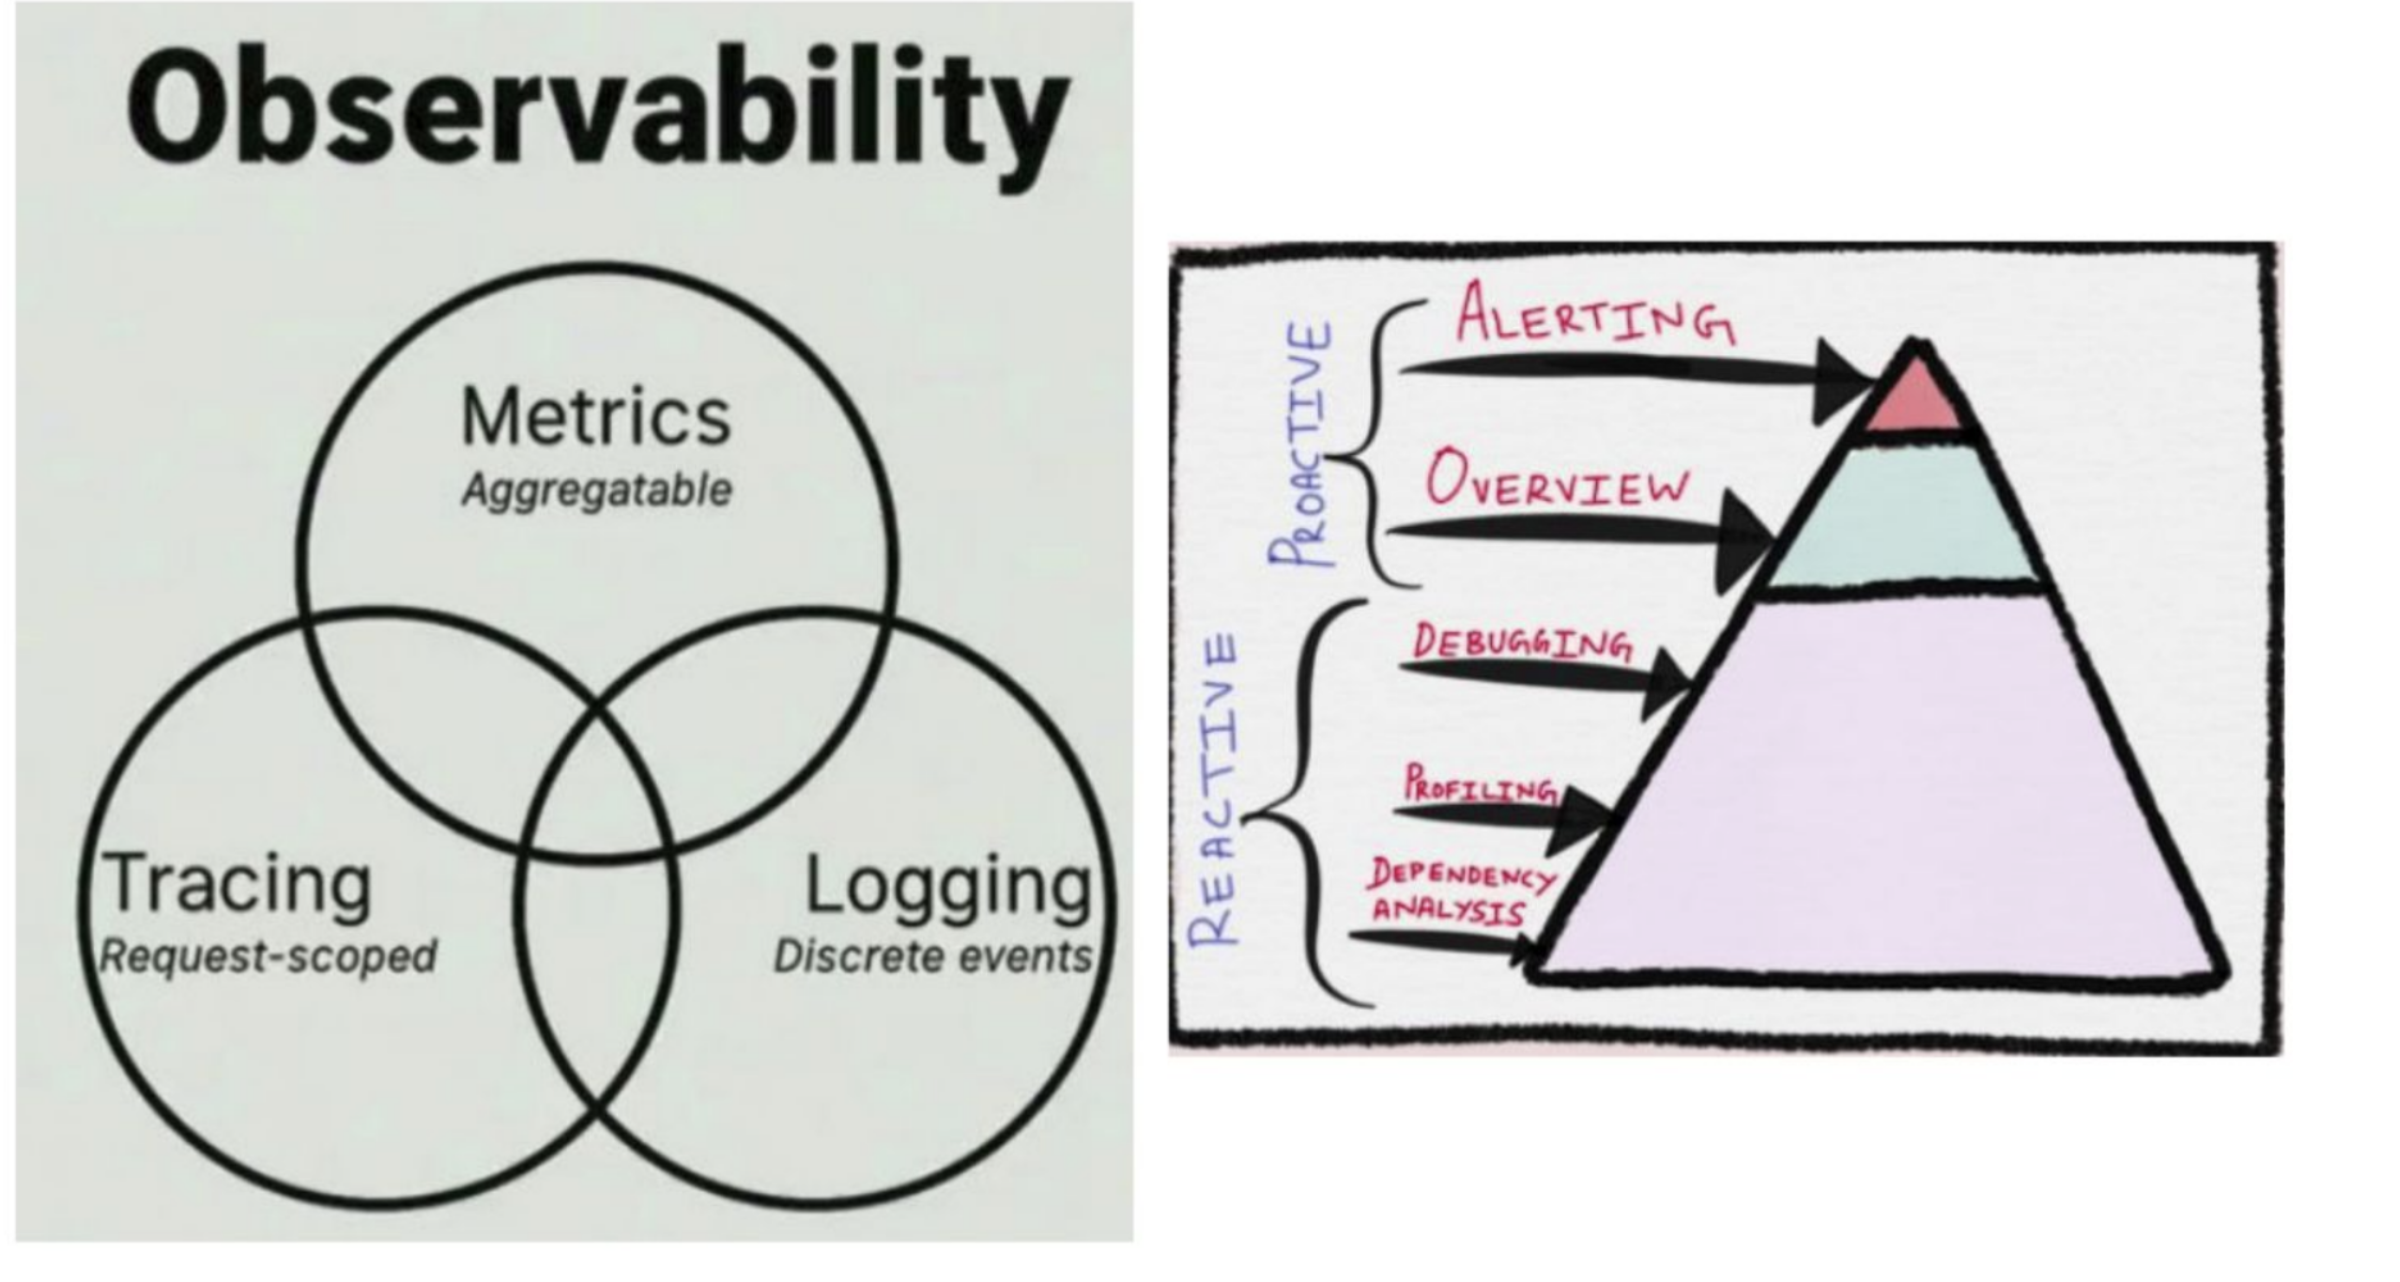 Observability
Metrics
Aggregatable
Tracing
Request-scoped
Logging
Discrete events
PROACTIVE
ALERTING
OVERVIEW
REACTIVE
DEBUGGING
PROFILING
DEPENDENCY
ANALYSIS